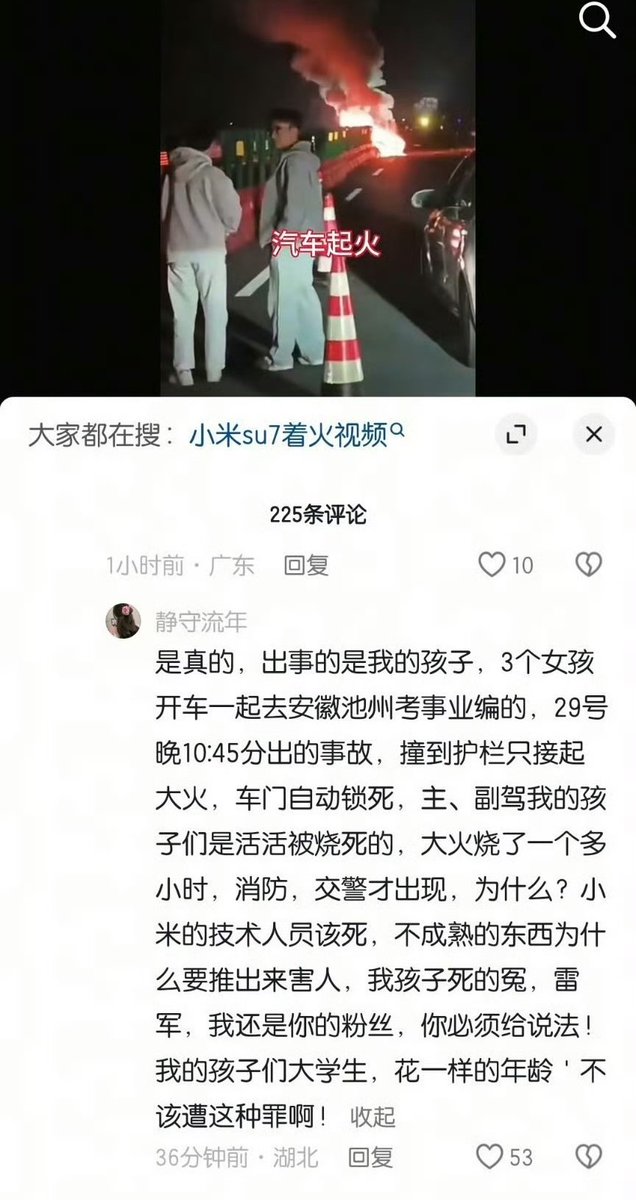 汽车起火
大家都在搜：小米su7着火视频
225条评论
1小时前·广东 回复 10
静守流年
是真的，出事的是我的孩子，3个女孩
开车一起去安徽池州考事业编的，29号
晚10:45分出的事故，撞到护栏只接起
大火，车门自动锁死，主、副驾我的孩
子们是活活被烧死的，大火烧了一个多
小时，消防，交警才出现，为什么？小
米的技术人员该死，不成熟的东西为什
么要推出来害人，我孩子死的冤，雷
军，我还是你的粉丝，你必须给说法！
我的孩子们大学生，花一样的年龄＇不
该遭这种罪啊！ 收起
36分钟前·湖北 回复 53